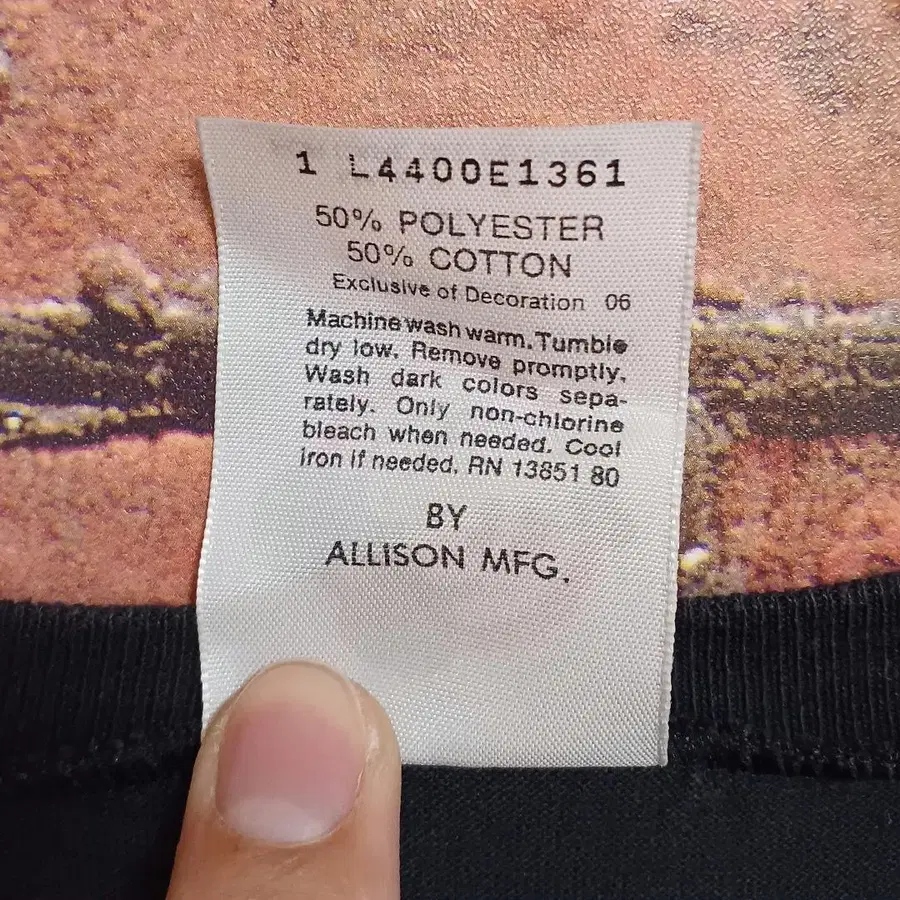 1 L4400E1361
50% POLYESTER
50% COTTON
Exclusive of Decoration 06
Machine wash warm. Tumble
dry low. Remove promptly.
Wash dark colors sepa-
rately. Only non-chlorine
bleach when needed. Cool
iron if needed. RN 13851 80
BY
ALLISON MFG.